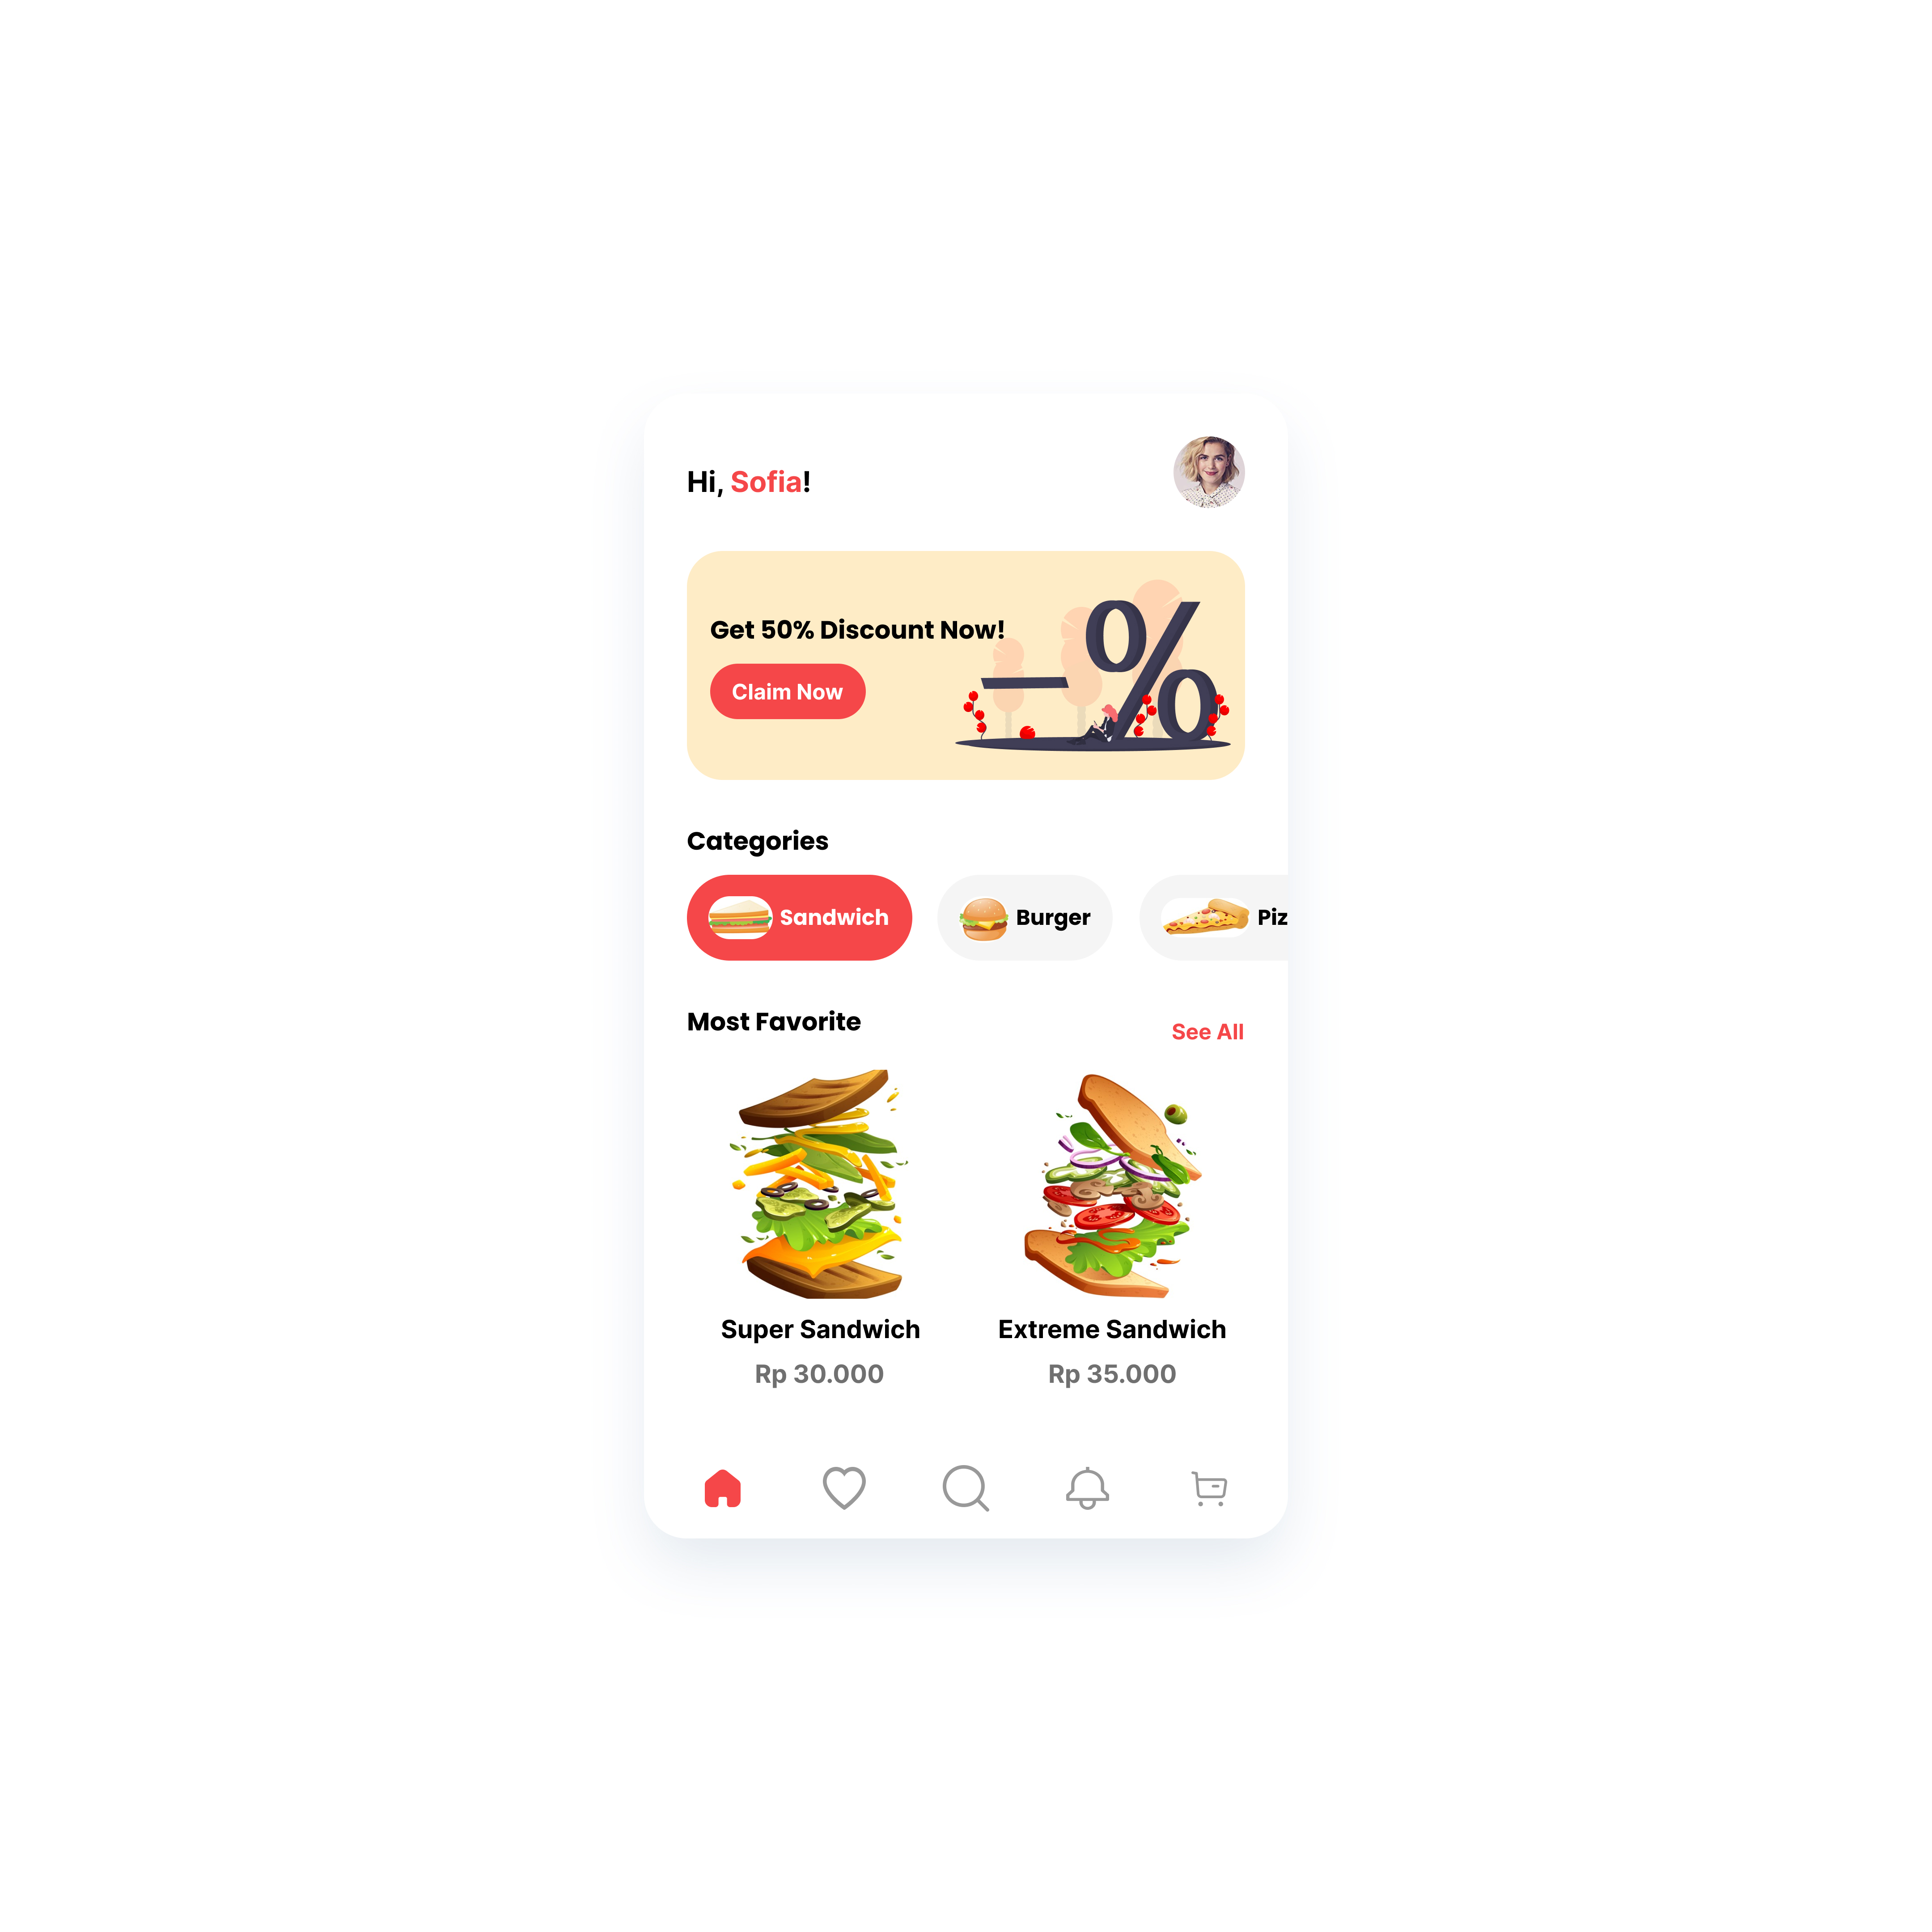 Hi, Sofia!
Get 50% Discount Now!
Claim Now
Categories
Sandwich
Burger
Piz
Most Favorite
See All
Super Sandwich
Extreme Sandwich
Rp 30.000
Rp 35.000